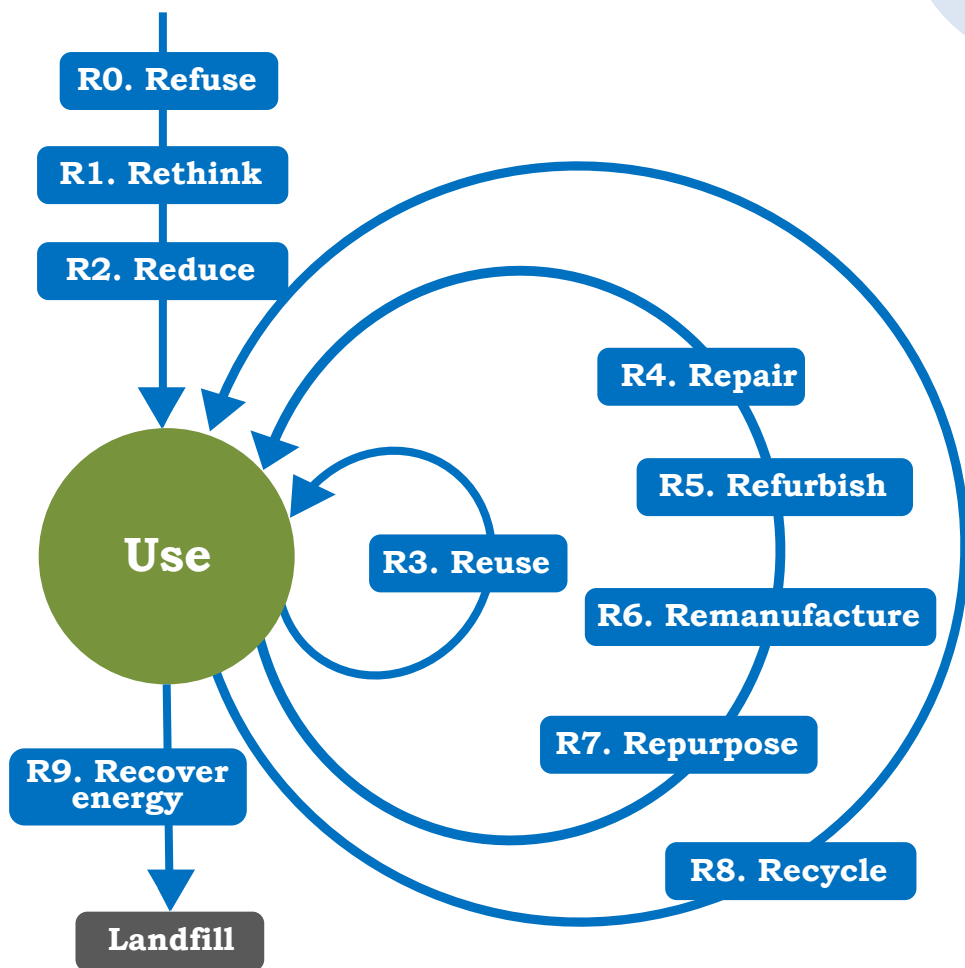 R0. Refuse
R1. Rethink
R2. Reduce
R4. Repair
R5. Refurbish
Use
R3. Reuse
R6. Remanufacture
R7. Repurpose
R9. Recover
energy
R8. Recycle
Landfill